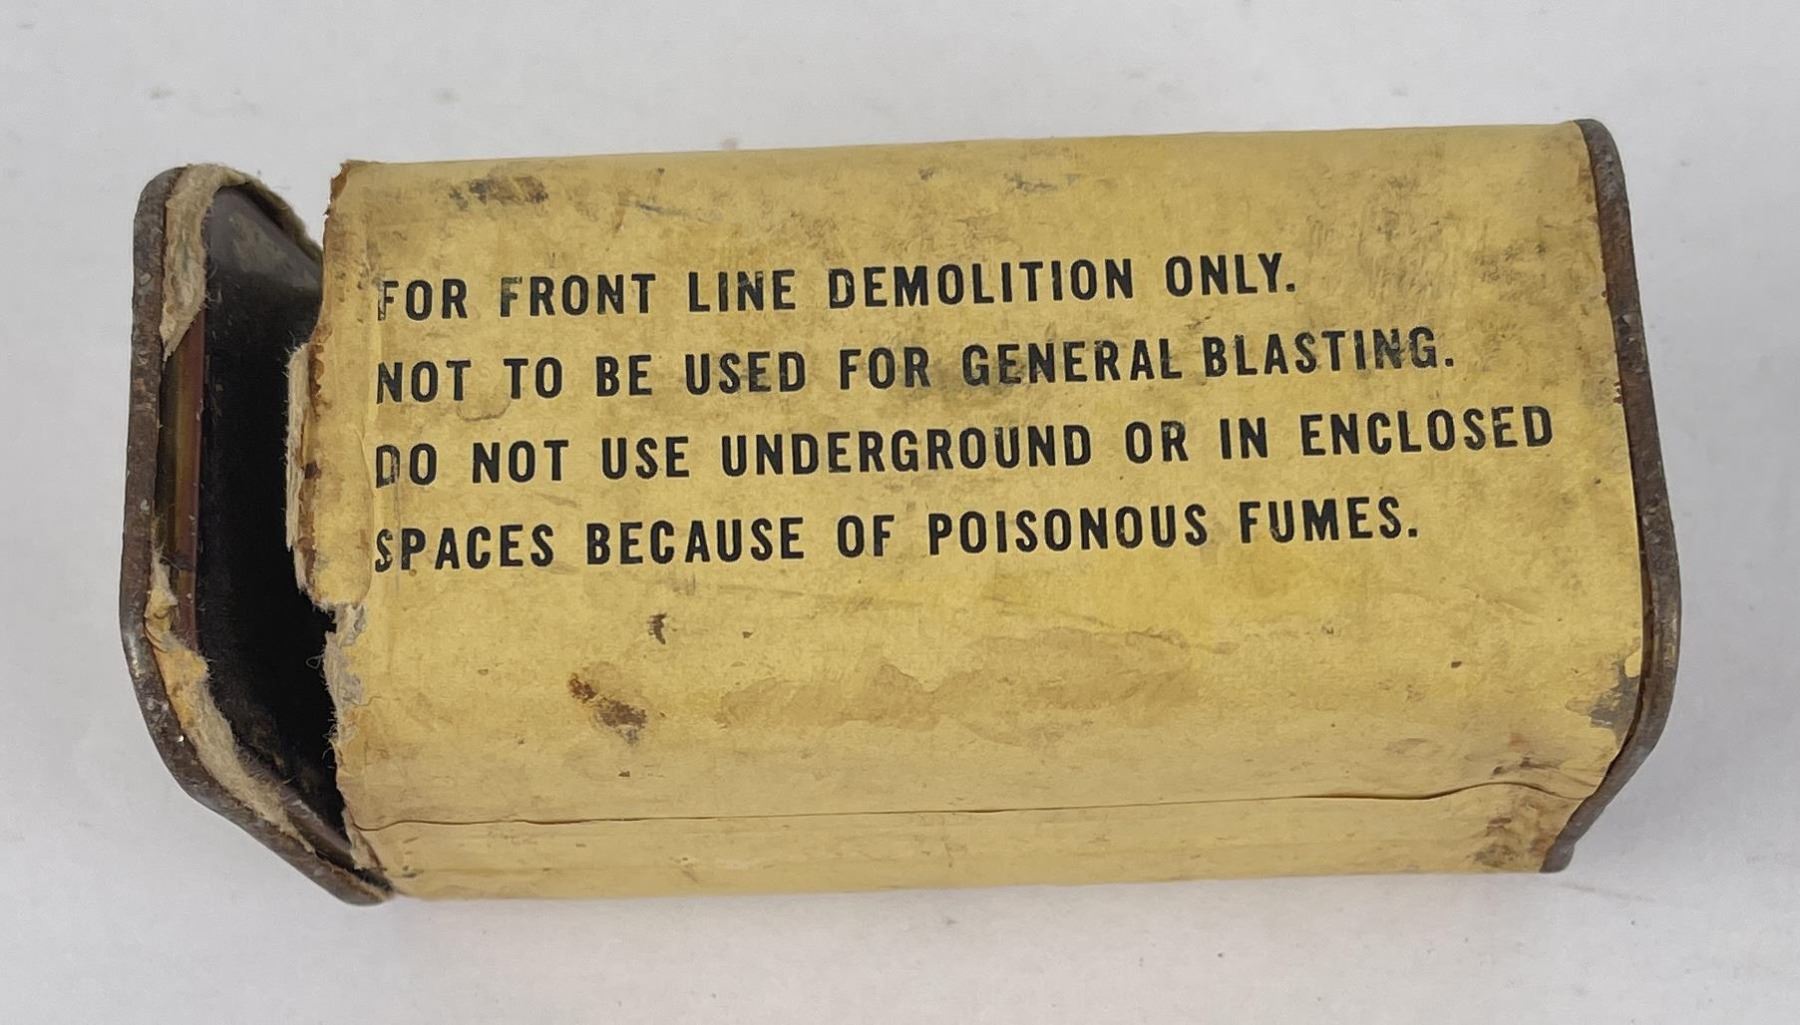 FOR FRONT LINE DEMOLITION ONLY.
NOT TO BE USED FOR GENERAL BLASTING.
DO NOT USE UNDERGROUND OR IN ENCLOSED
SPACES BECAUSE OF POISONOUS FUMES.